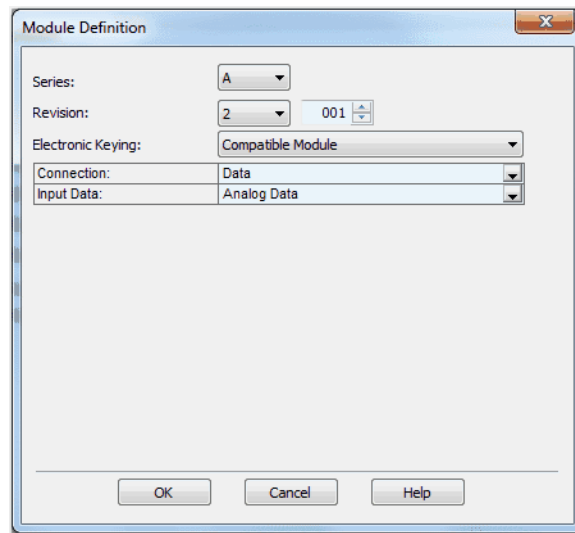 Module Definition
Series: A
Revision: 2 001
Electronic Keying: Compatible Module
Connection: Data
Input Data: Analog Data
OK Cancel Help